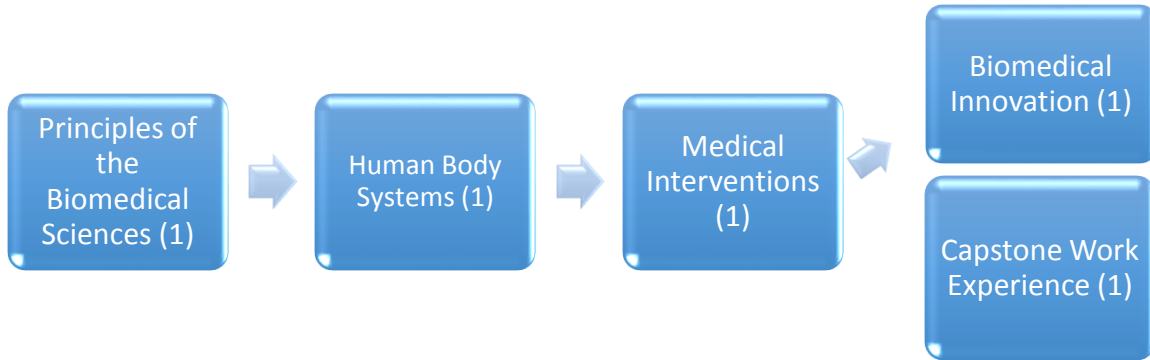 Principles of
the
Biomedical
Sciences (1)
Human Body
Systems (1)
Medical
Interventions
(1)
Biomedical
Innovation (1)
Capstone Work
Experience (1)